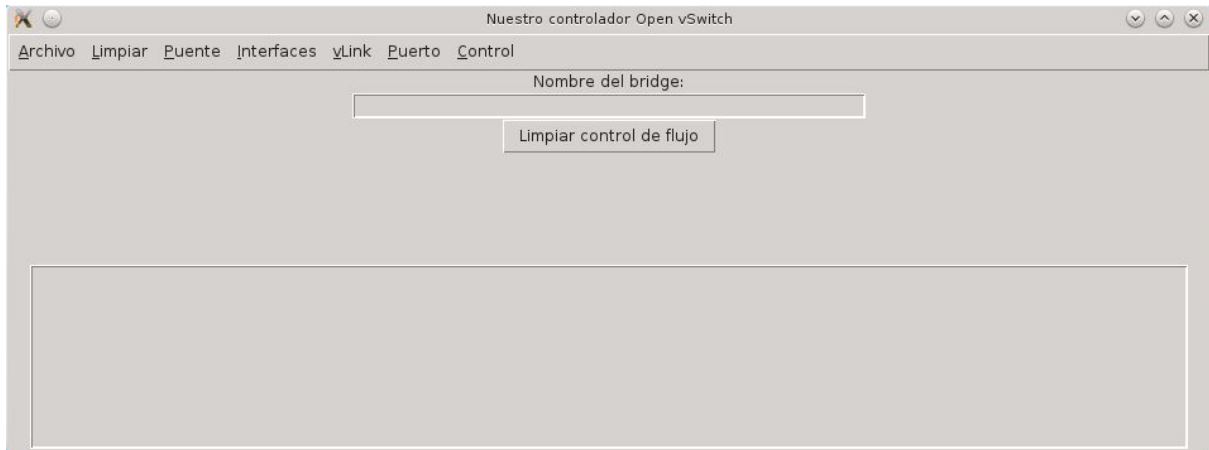 Nuestro controlador Open vSwitch
Archivo Limpiar Puente Interfaces vLink Puerto Control
Nombre del bridge:
Limpiar control de flujo